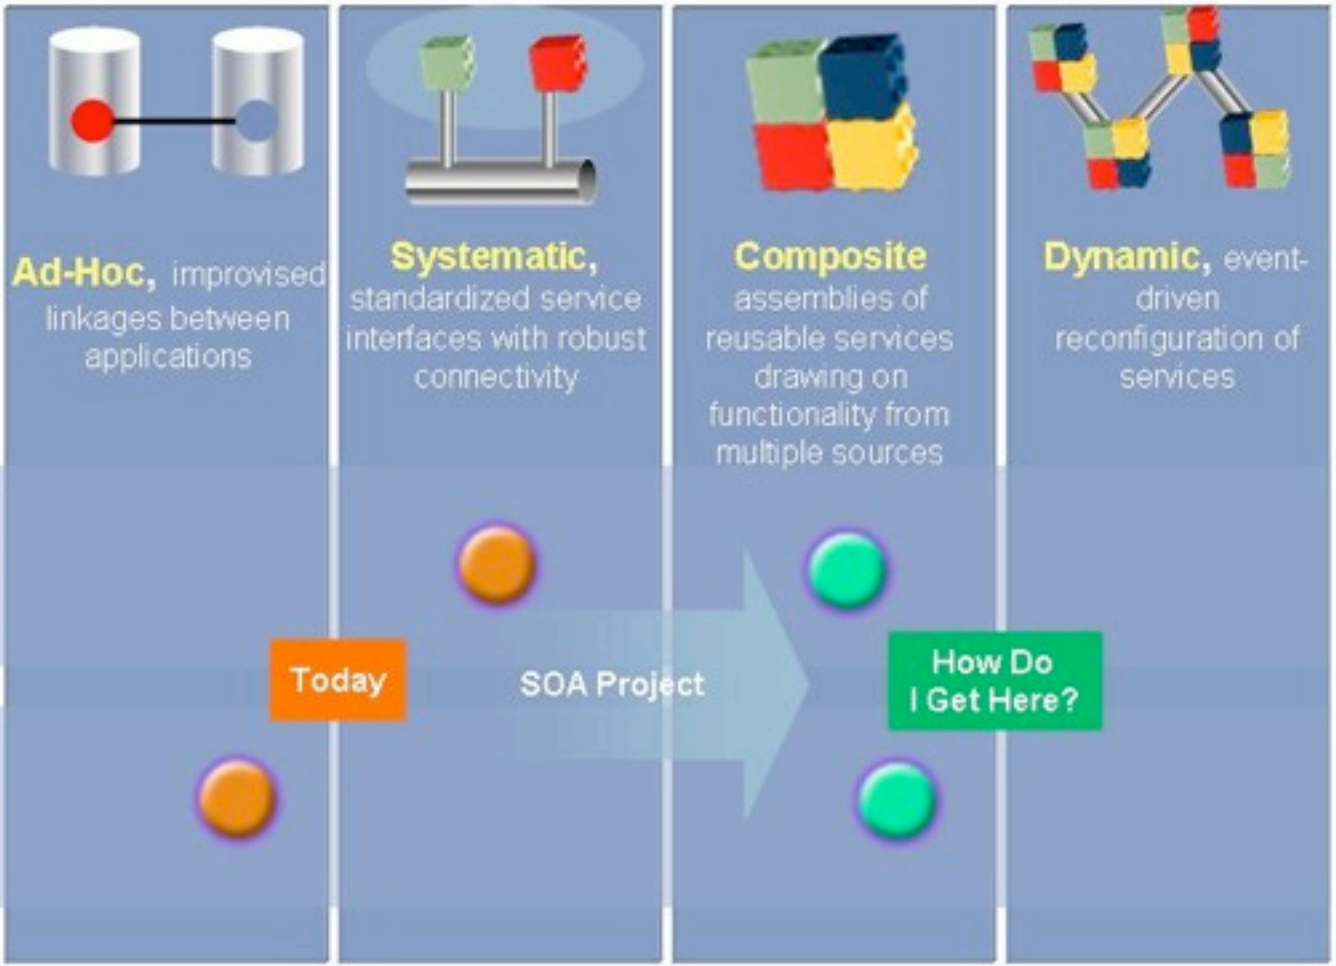 Ad-Hoc, improvised
linkages between
applications
Systematic,
standardized service
interfaces with robust
connectivity
Composite
assemblies of
reusable services
drawing on
functionality from
multiple sources
Dynamic, event-
driven
reconfiguration of
services
Today
SOA Project
How Do
I Get Here?